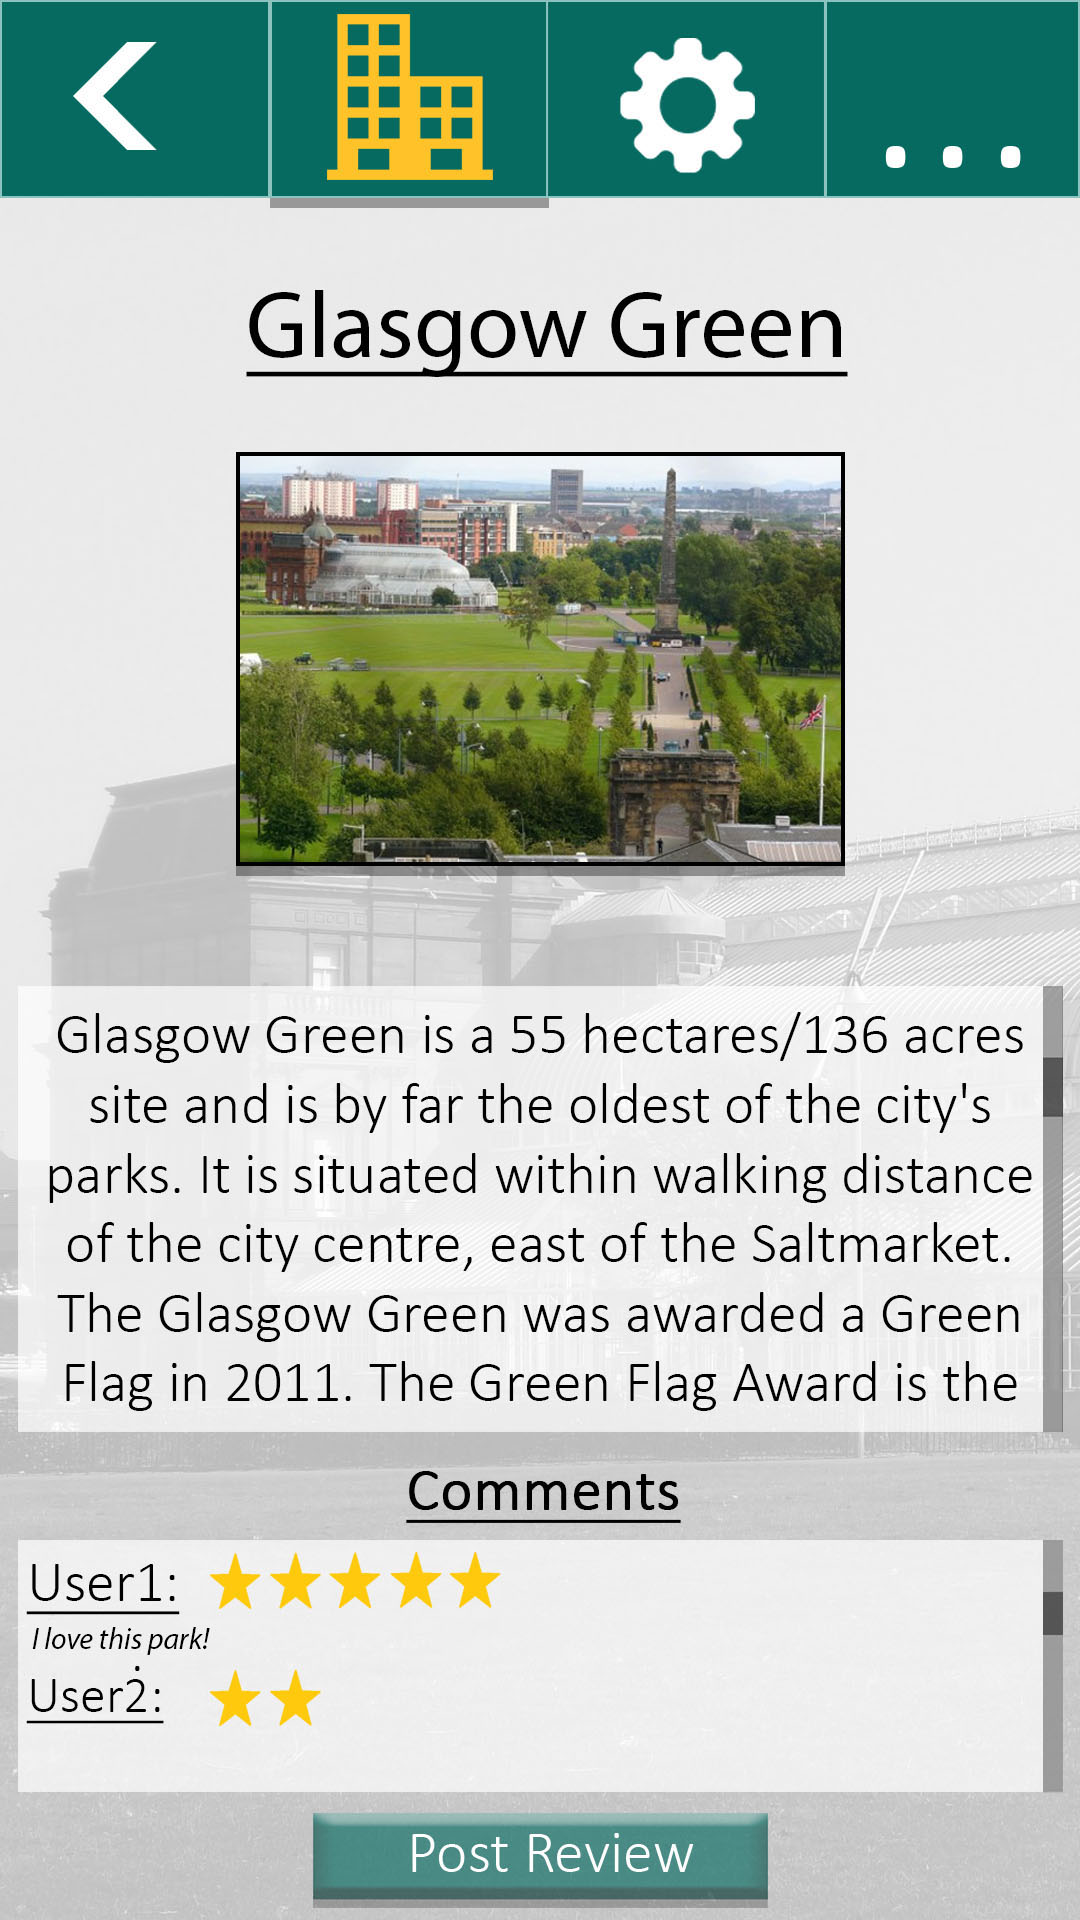 Glasgow Green
Glasgow Green is a 55 hectares/136 acres
site and is by far the oldest of the city's
parks. It is situated within walking distance
of the city centre, east of the Saltmarket.
The Glasgow Green was awarded a Green
Flag in 2011. The Green Flag Award is the
Comments
User1:
I love this park!
User2:
Post Review